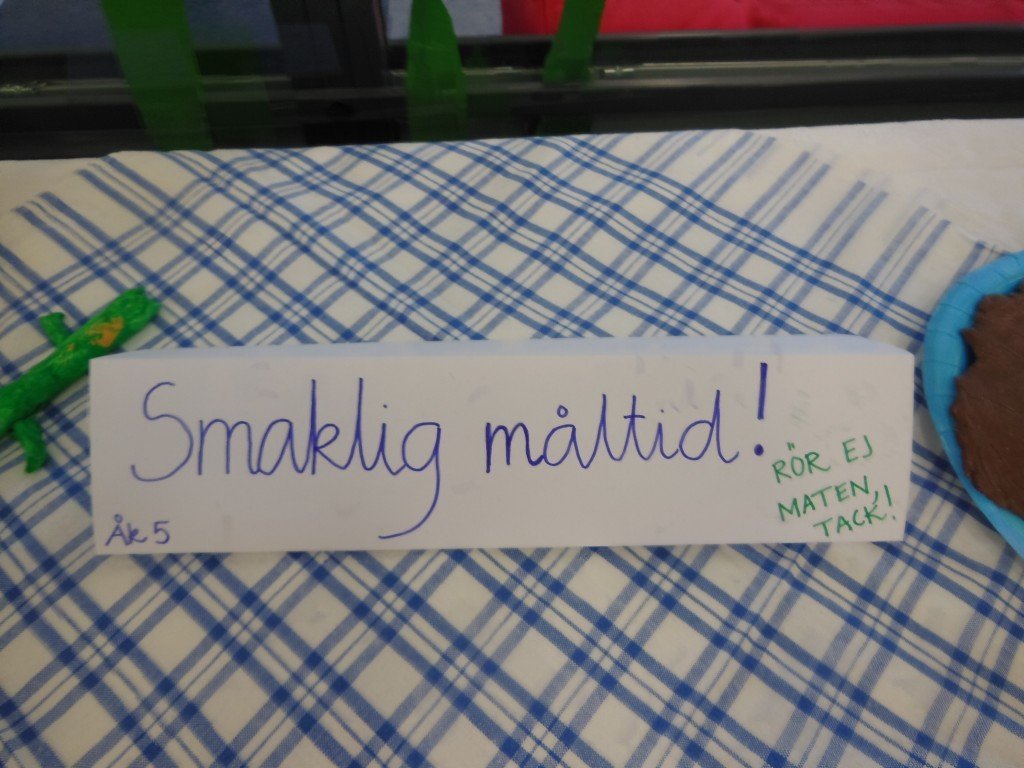 Smaklig måltid!
RÖR EJ
MATEN,
TACK!
Åk 5